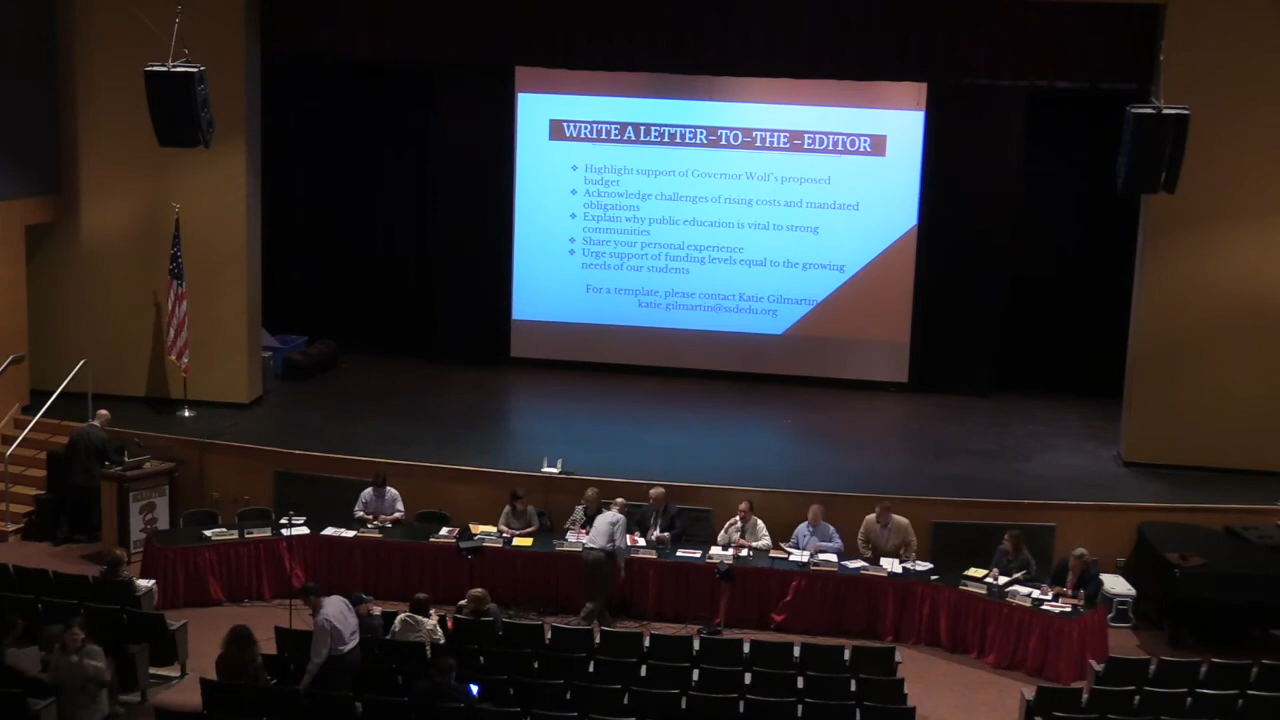 WRITE A LETTER-TO-THE -EDITOR
❖ Highlight support of Governor Wolf's proposed
budget
❖ Acknowledge challenges of rising costs and mandated
obligations
❖ Explain why public education is vital to strong
communities
❖ Share your personal experience
❖ Urge support of funding levels equal to the growing
needs of our students
For a template, please contact Katie Gilmartin
katie.gilmartin@ssdedu.org